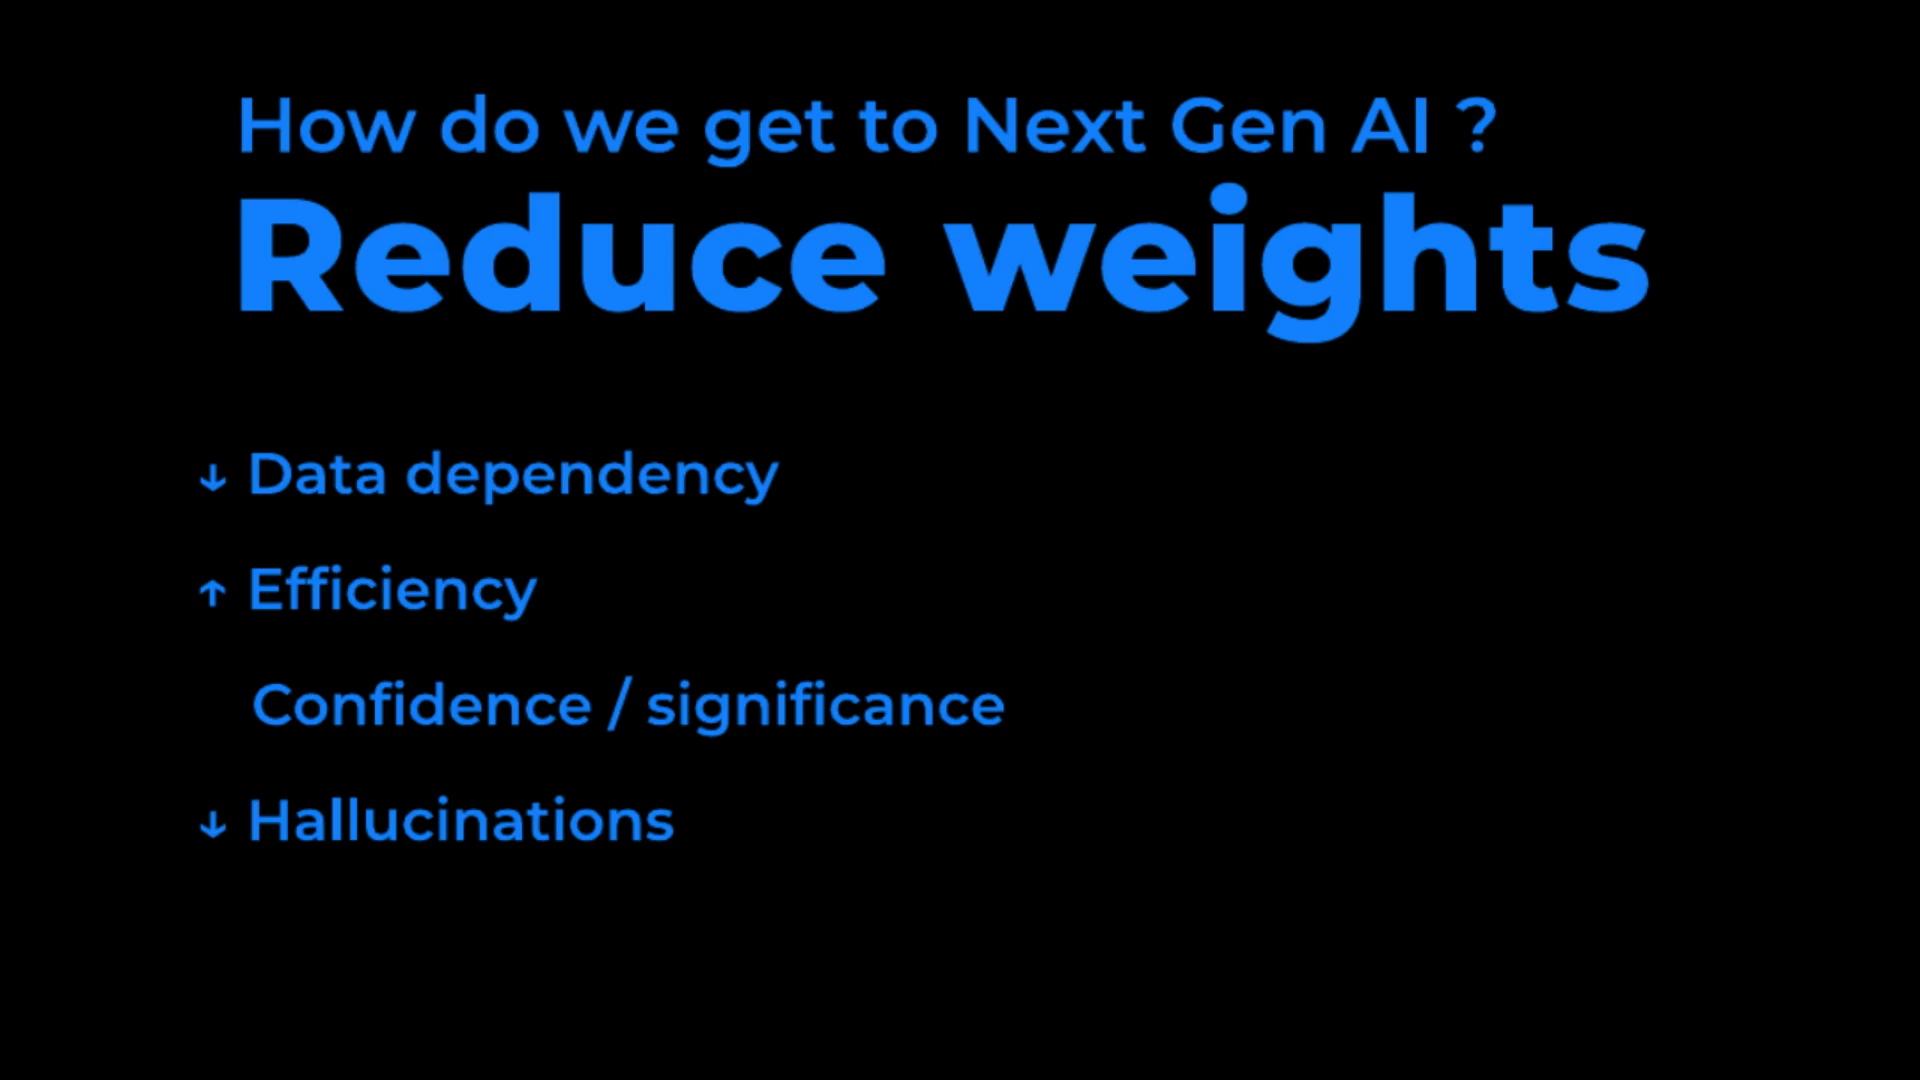 How do we get to Next Gen AI ?
Reduce weights
↓ Data dependency
↑ Efficiency
Confidence / significance
↓ Hallucinations